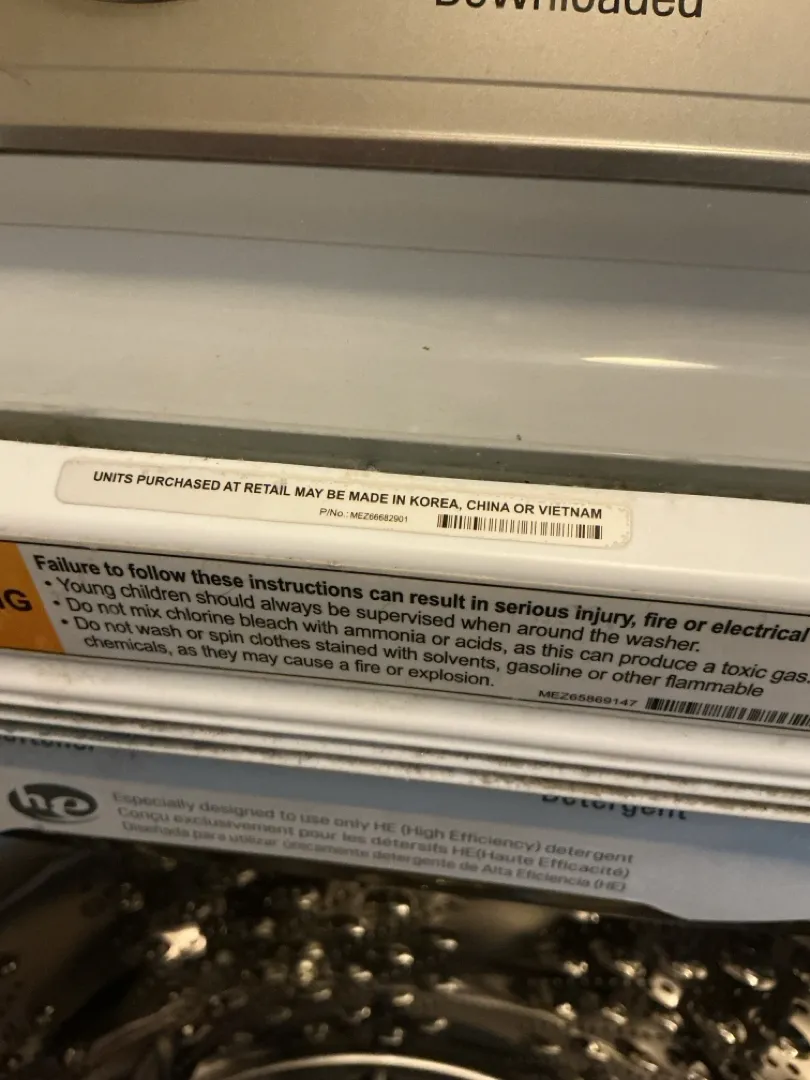 Downloaded
UNITS PURCHASED AT RETAIL MAY BE MADE IN KOREA, CHINA OR VIETNAM
P/No.: MEZ66682901
Failure to follow these instructions can result in serious injury, fire or electrical
• Young children should always be supervised when around the washer.
• Do not mix chlorine bleach with ammonia or acids, as this can produce a toxic gas.
• Do not wash or spin clothes stained with solvents, gasoline or other flammable
chemicals, as they may cause a fire or explosion.
MEZ65869147
Detergent
he
Especially designed to use only HE (High Efficiency) detergent
Conçu exclusivement pour les détersifs HE(Haute Efficacité)
Diseñada para utilizar únicamente detergente de Alta Eficiencia (HE)